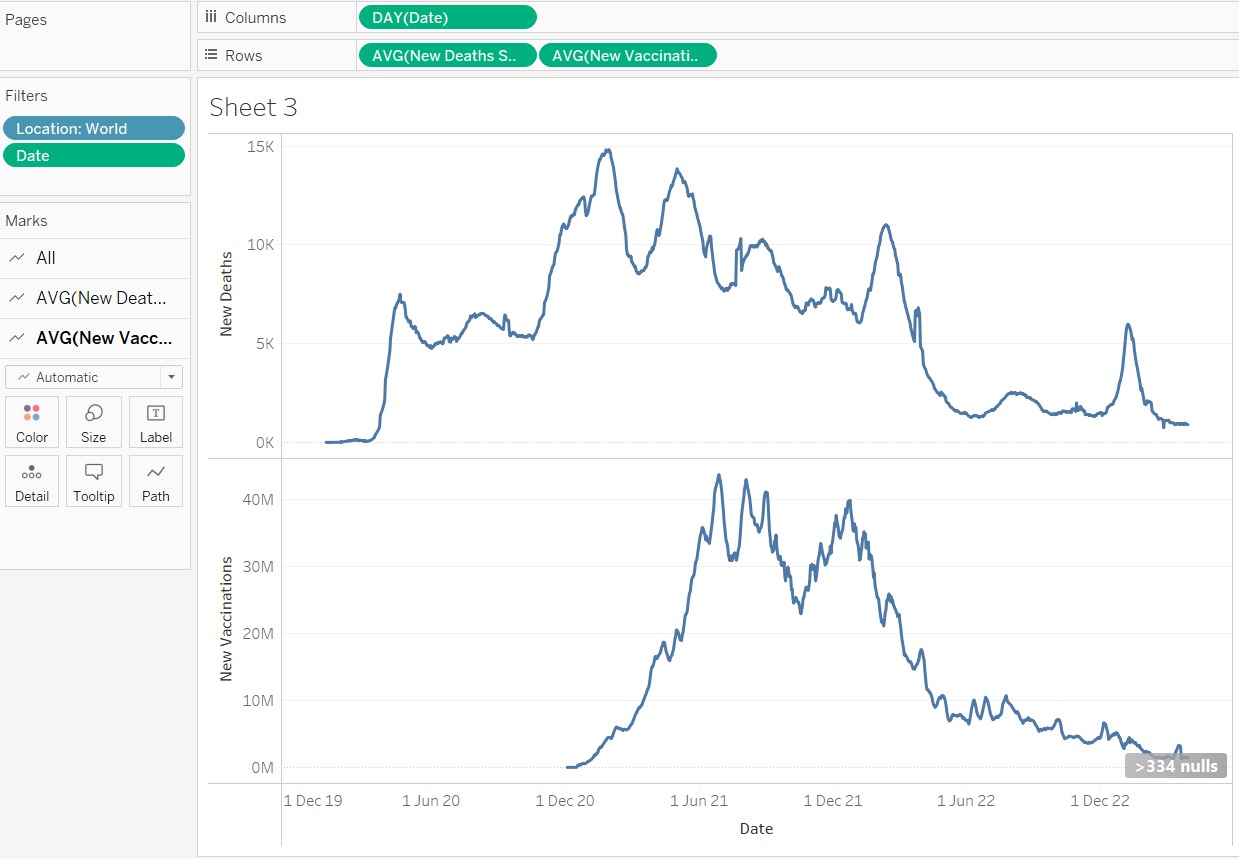 Pages
Columns
DAY(Date)
Rows
AVG(New Deaths S..
AVG(New Vaccinati..
Filters
Location: World
Date
Marks
All
AVG(New Deat...
AVG(New Vacc...
Automatic
Color
Size
Label
Detail
Tooltip
Path
Sheet 3
New Deaths
15K
10K
5K
0K
New Vaccinations
40M
30M
20M
10M
0M
>334 nulls
1 Dec 19
1 Jun 20
1 Dec 20
1 Jun 21
1 Dec 21
1 Jun 22
1 Dec 22
Date